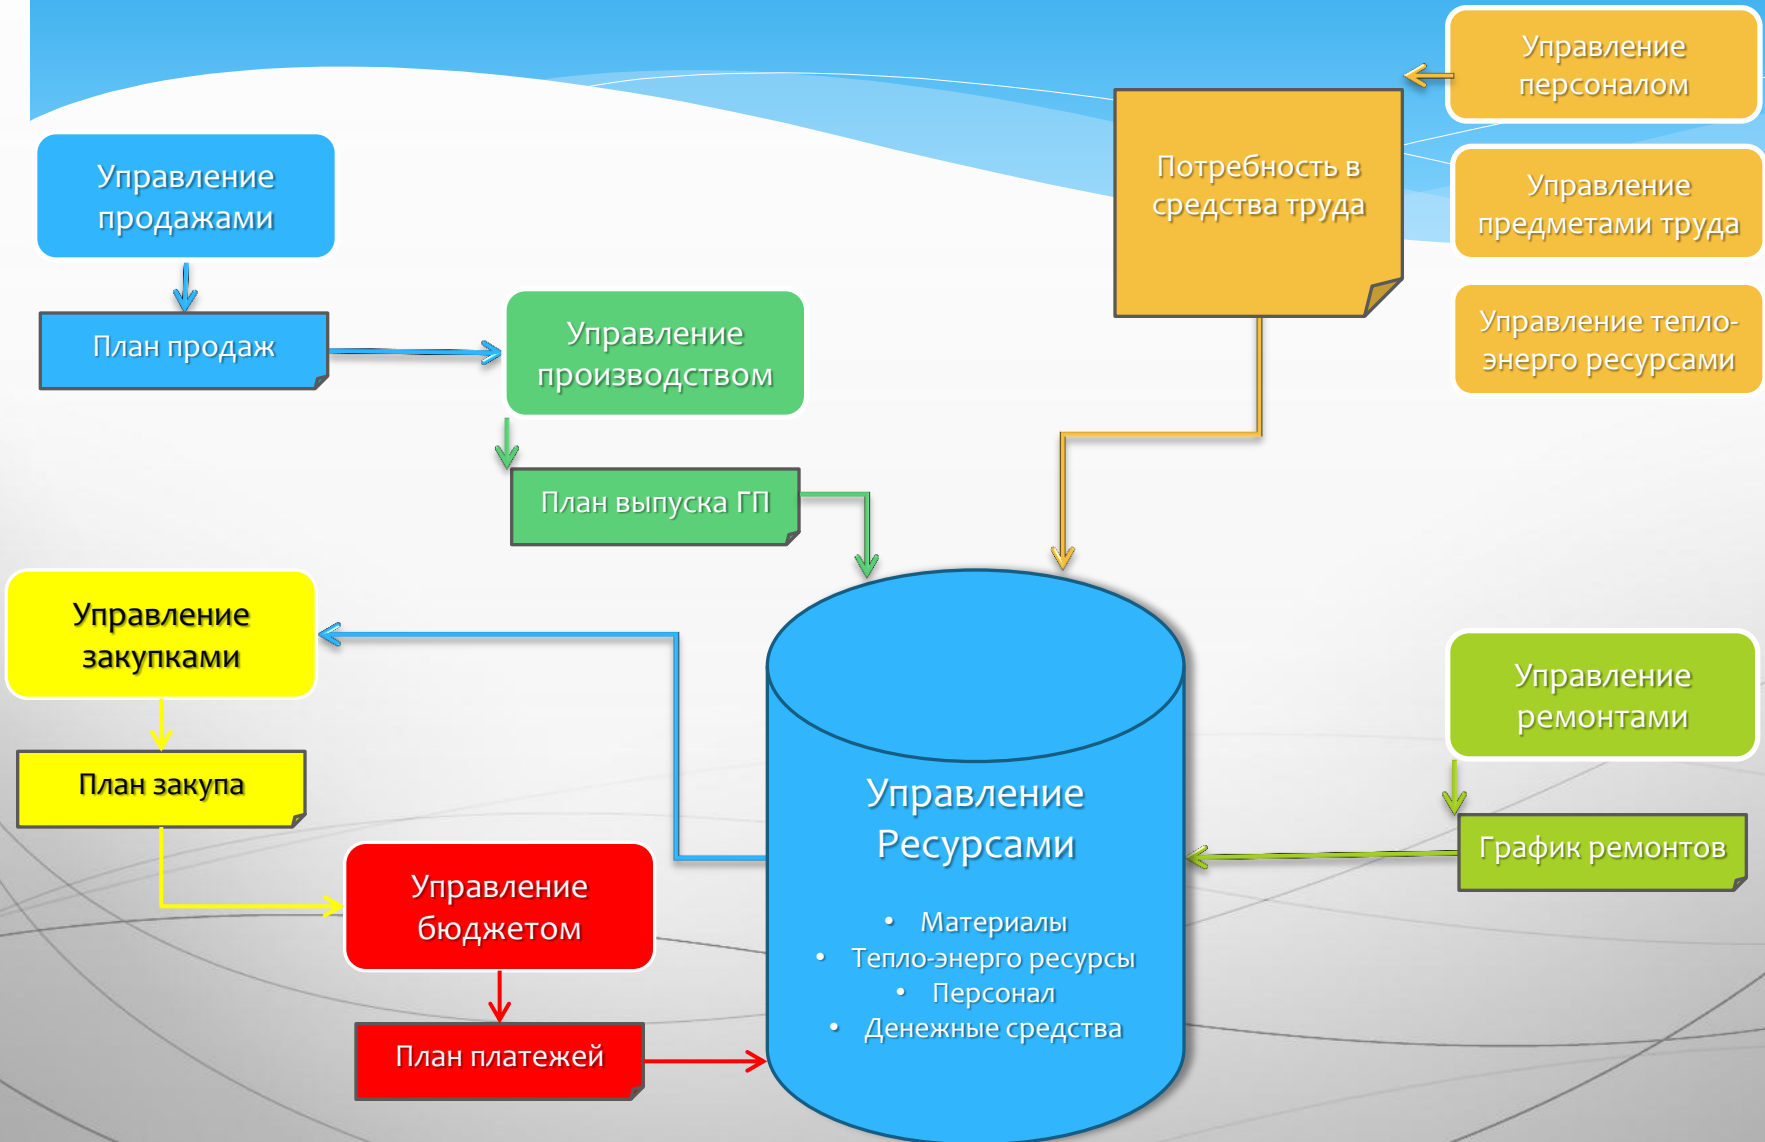 Управление
персоналом
Потребность в
средства труда
Управление
предметами труда
Управление тепло-
энерго ресурсами
Управление
продажами
План продаж
Управление
производством
План выпуска ГП
Управление
закупками
План закупа
Управление
бюджетом
План платежей
Управление
Ресурсами
• Материалы
• Тепло-энерго ресурсы
• Персонал
• Денежные средства
Управление
ремонтами
График ремонтов